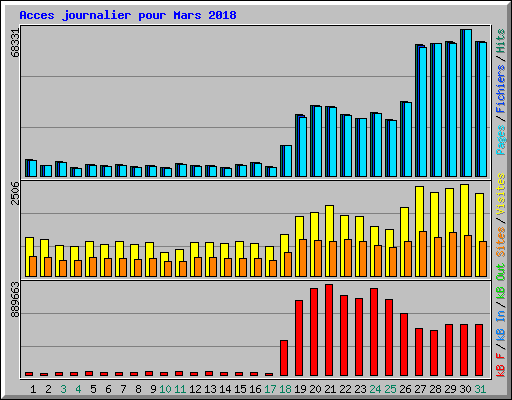 Acces journalier pour Mars 2018
68331
2506
889663
Pages / Fichiers / Hits
Sites / Visites
kB F / kB In / kB Out
1 2 3 4 5 6 7 8 9 10 11 12 13 14 15 16 17 18 19 20 21 22 23 24 25 26 27 28 29 30 31